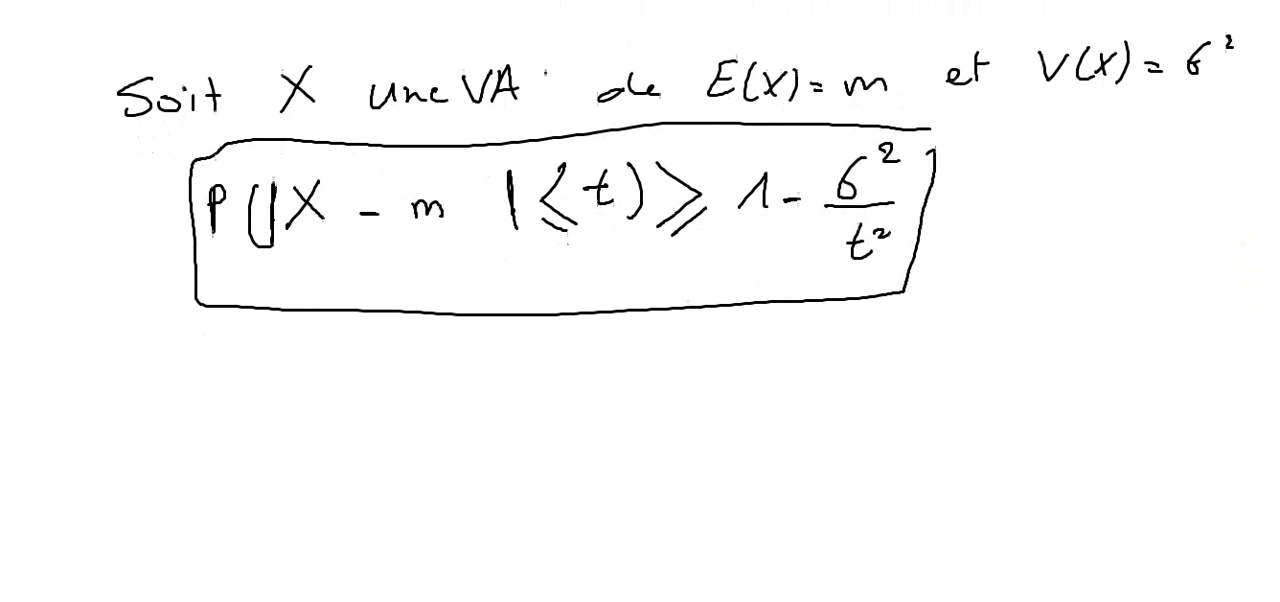 Soit X une VA de E(X) = m et V(X) = σ²
P(|X - m| ⩽ t) ⩾ 1 - σ²/t²